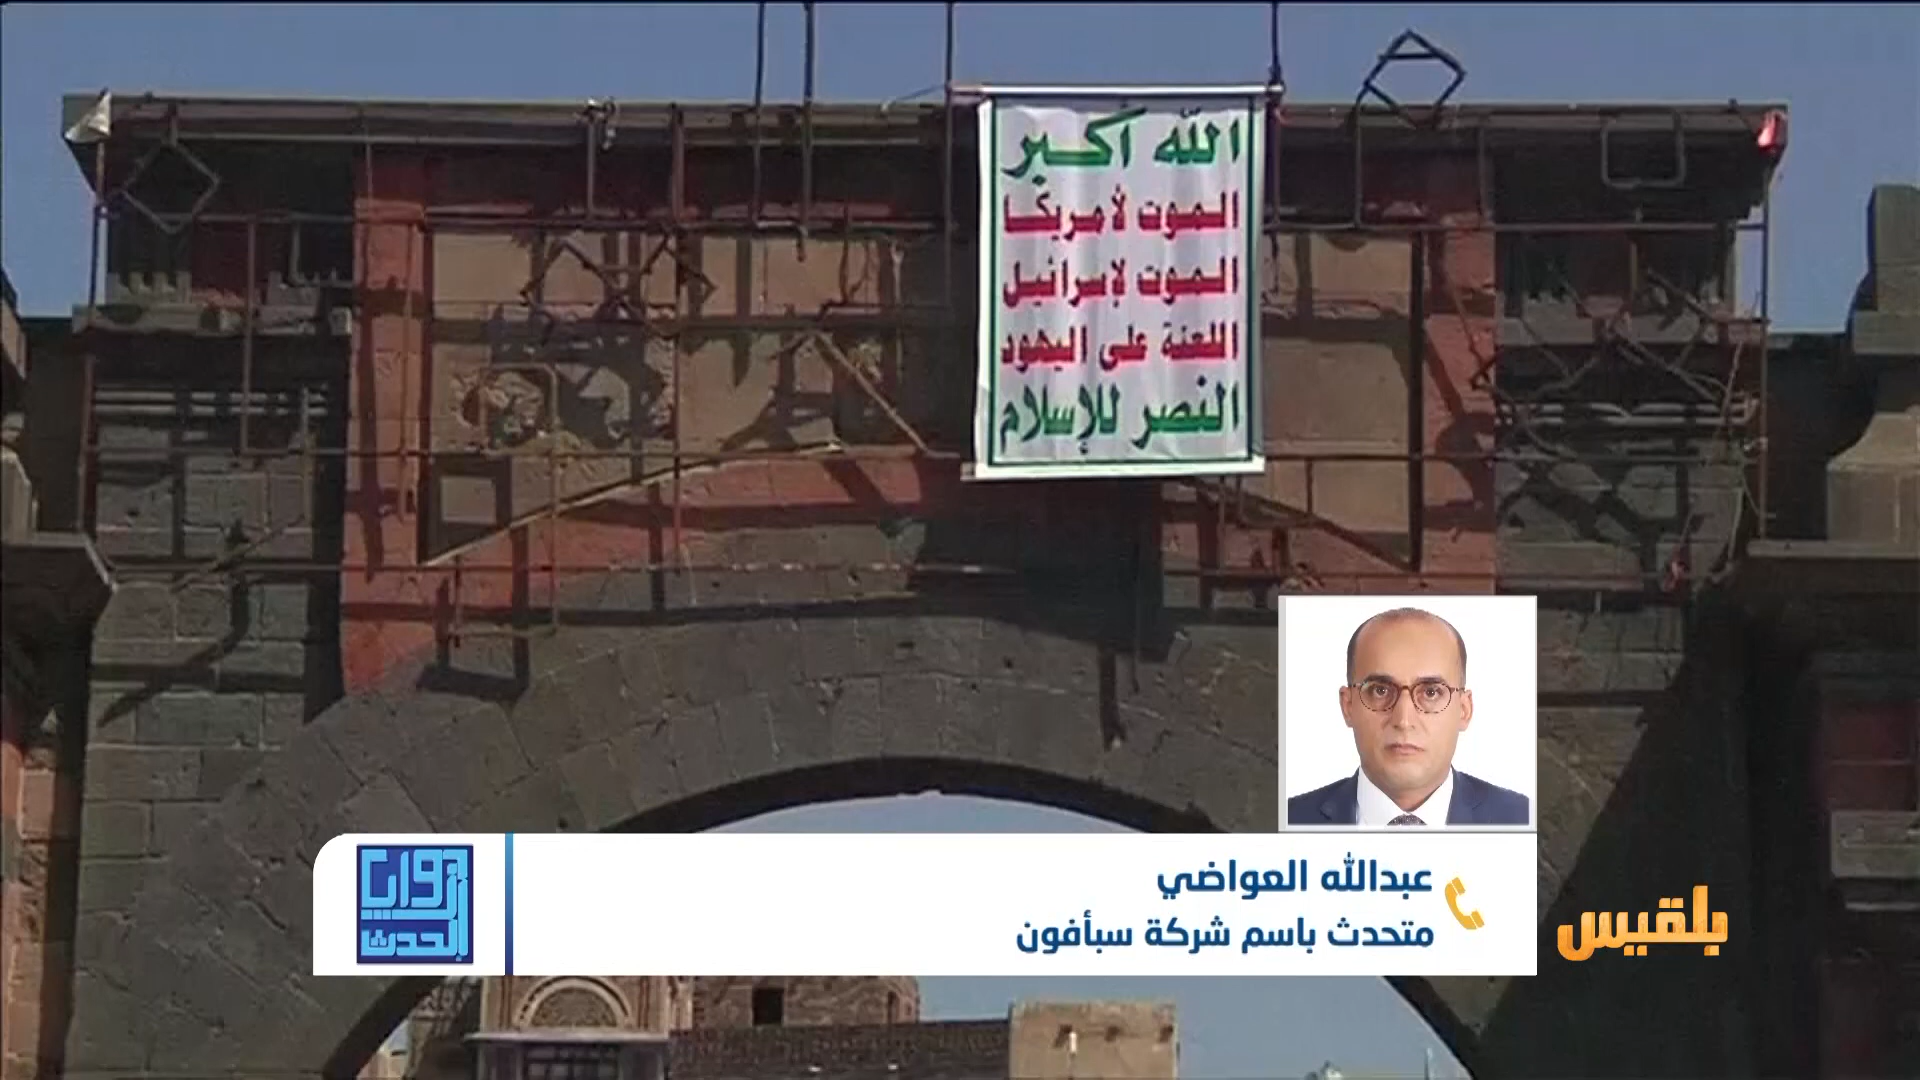 الله أكبر
الموت لأمريكا
الموت لإسرائيل
اللعنة على اليهود
النصر للإسلام
عبدالله العواضي
متحدث باسم شركة سبأفون
بلقيس
زوايا الحدث